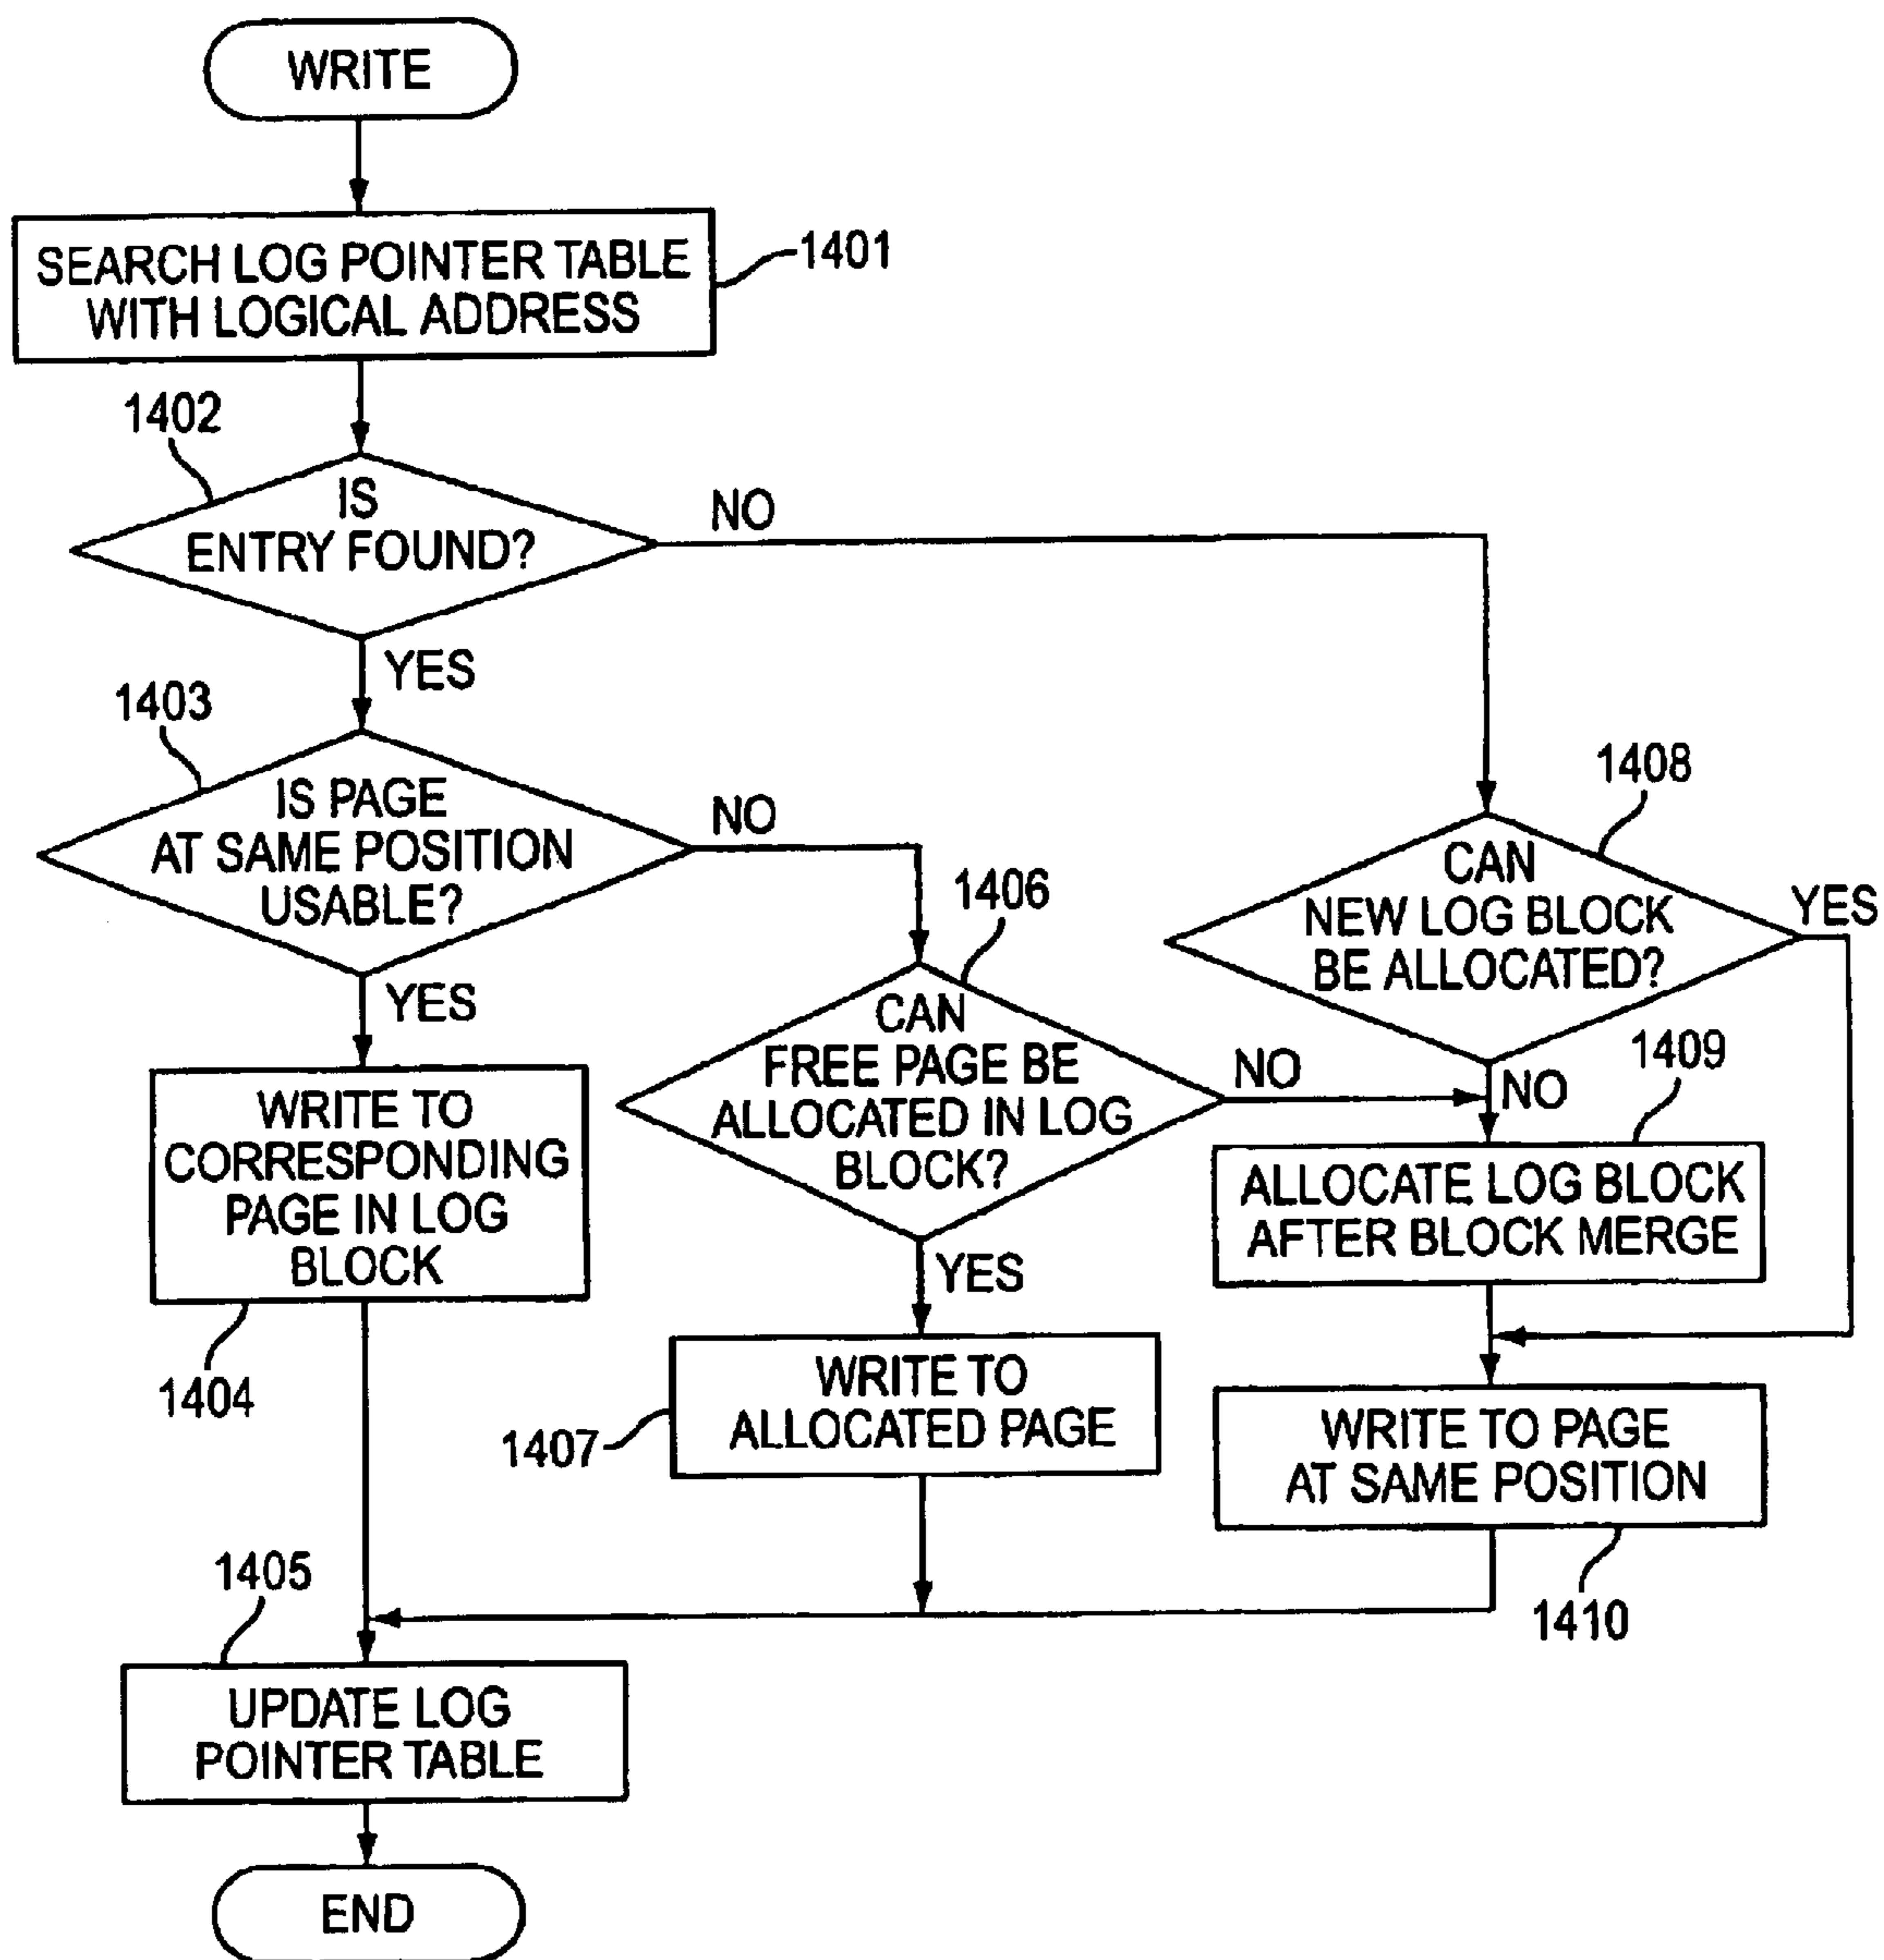 WRITE
SEARCH LOG POINTER TABLE
WITH LOGICAL ADDRESS
1401
1402
IS
ENTRY FOUND?
NO
YES
1403
IS PAGE
AT SAME POSITION
USABLE?
NO
YES
1406
CAN
FREE PAGE BE
ALLOCATED IN LOG
BLOCK?
NO
YES
1408
CAN
NEW LOG BLOCK
BE ALLOCATED?
YES
NO
1409
ALLOCATE LOG BLOCK
AFTER BLOCK MERGE
WRITE TO
CORRESPONDING
PAGE IN LOG
BLOCK
1404
WRITE TO
ALLOCATED PAGE
1407
WRITE TO PAGE
AT SAME POSITION
1410
1405
UPDATE LOG
POINTER TABLE
END